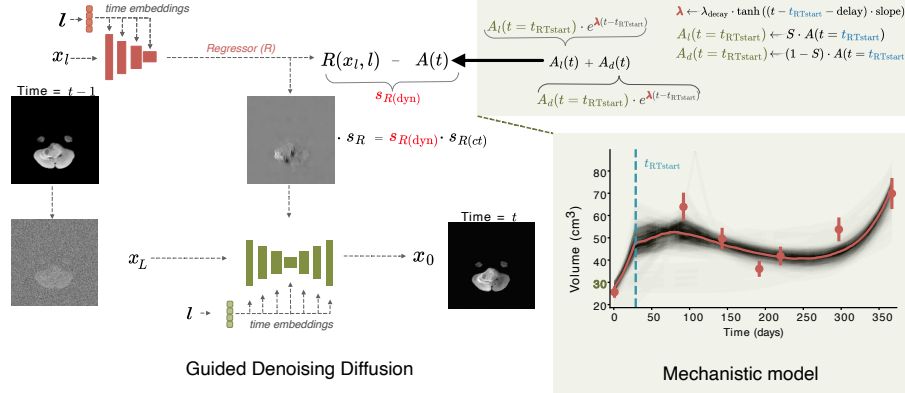 l
time embeddings
x_l
Regressor (R)
R(x_l, l) − A(t)
s_R(dyn)
Time = t−1
· s_R = s_R(dyn) · s_R(ct)
x_L
x_0
Time = t
l
time embeddings
Guided Denoising Diffusion
A_l(t = t_RTstart) · e^{λ(t−t_RTstart)}
A_l(t) + A_d(t)
A_d(t = t_RTstart) · e^{λ(t−t_RTstart)}
λ ← λ_decay · tanh ((t − t_RTstart − delay) · slope)
A_l(t = t_RTstart) ← S · A(t = t_RTstart)
A_d(t = t_RTstart) ← (1 − S) · A(t = t_RTstart
t_RTstart
Volume (cm³)
80
70
60
50
40
30
20
0 50 100 150 200 250 300 350
Time (days)
Mechanistic model